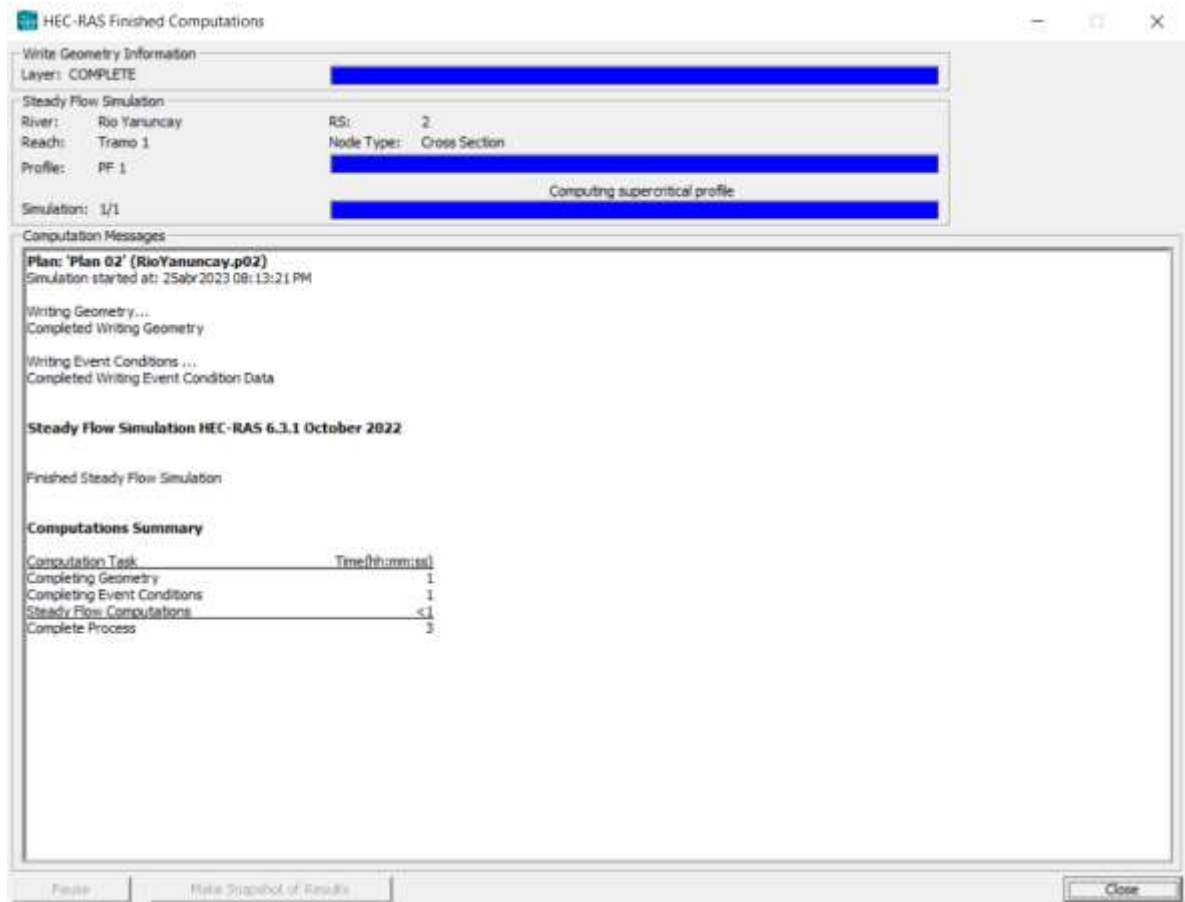 HEC-RAS Finished Computations
Write Geometry Information
Layer: COMPLETE
Steady Flow Simulation
River: Rio Yanuncay RS: 2
Reach: Tramo 1 Node Type: Cross Section
Profile: PF 1
Computing supercritical profile
Simulation: 1/1
Computation Messages
Plan: 'Plan 02' (RioYanuncay.p02)
Simulation started at: 25abr2023 08:13:21 PM
Writing Geometry...
Completed Writing Geometry
Writing Event Conditions ...
Completed Writing Event Condition Data
Steady Flow Simulation HEC-RAS 6.3.1 October 2022
Finished Steady Flow Simulation
Computations Summary
Computation Task Time(hh:mm:ss)
Completing Geometry 1
Completing Event Conditions 1
Steady Flow Computations <1
Complete Process 3
Pause Make Snapshot of Results Close